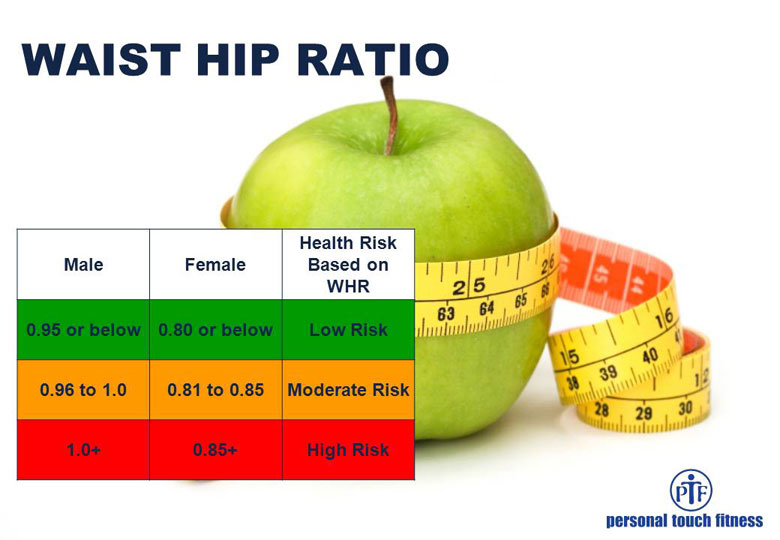 WAIST HIP RATIO
Male Female Health Risk
Based on
WHR
0.95 or below 0.80 or below Low Risk
0.96 to 1.0 0.81 to 0.85 Moderate Risk
1.0+ 0.85+ High Risk
25 26
63 64 65 66
45 44
15 16
38 39 40
28 29 30
PTF
personal touch fitness